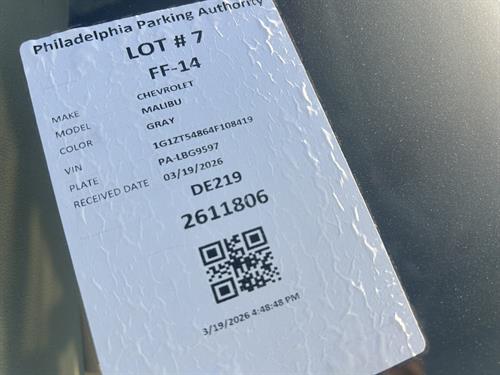 Philadelphia Parking Authority
LOT # 7
FF-14
MAKE CHEVROLET
MODEL MALIBU
COLOR GRAY
VIN 1G1ZT54864F108419
PLATE PA-LBG9597
RECEIVED DATE 03/19/2026
DE219
2611806
3/19/2026 4:48:48 PM